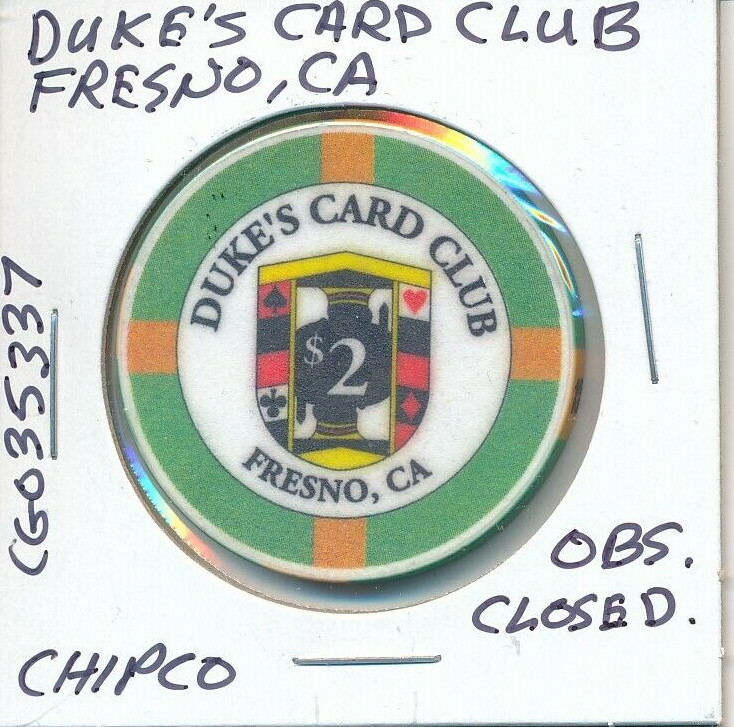 DUKE'S CARD CLUB
FRESNO, CA
DUKE'S CARD CLUB
$2
FRESNO, CA
CG035337
OBS.
CLOSED.
CHIPCO